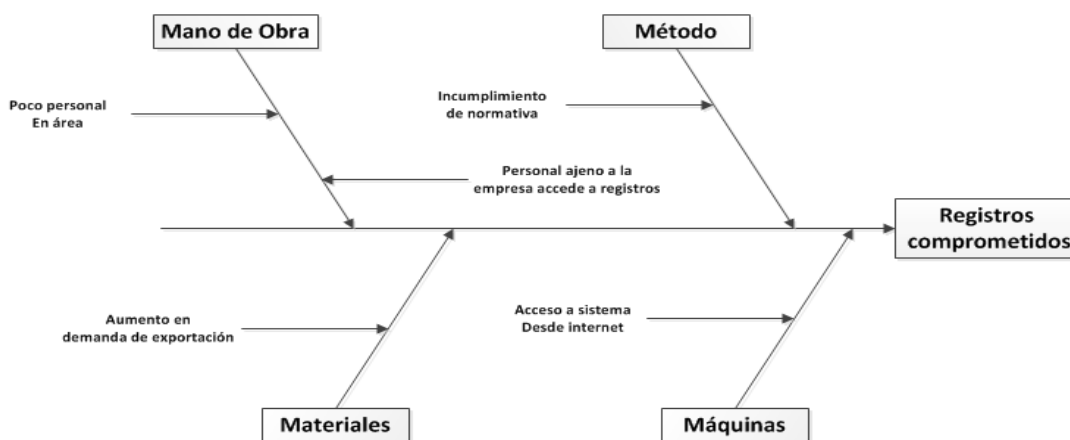 Mano de Obra
Método
Poco personal
En área
Incumplimiento
de normativa
Personal ajeno a la
empresa accede a registros
Registros
comprometidos
Aumento en
demanda de exportación
Acceso a sistema
Desde internet
Materiales
Máquinas